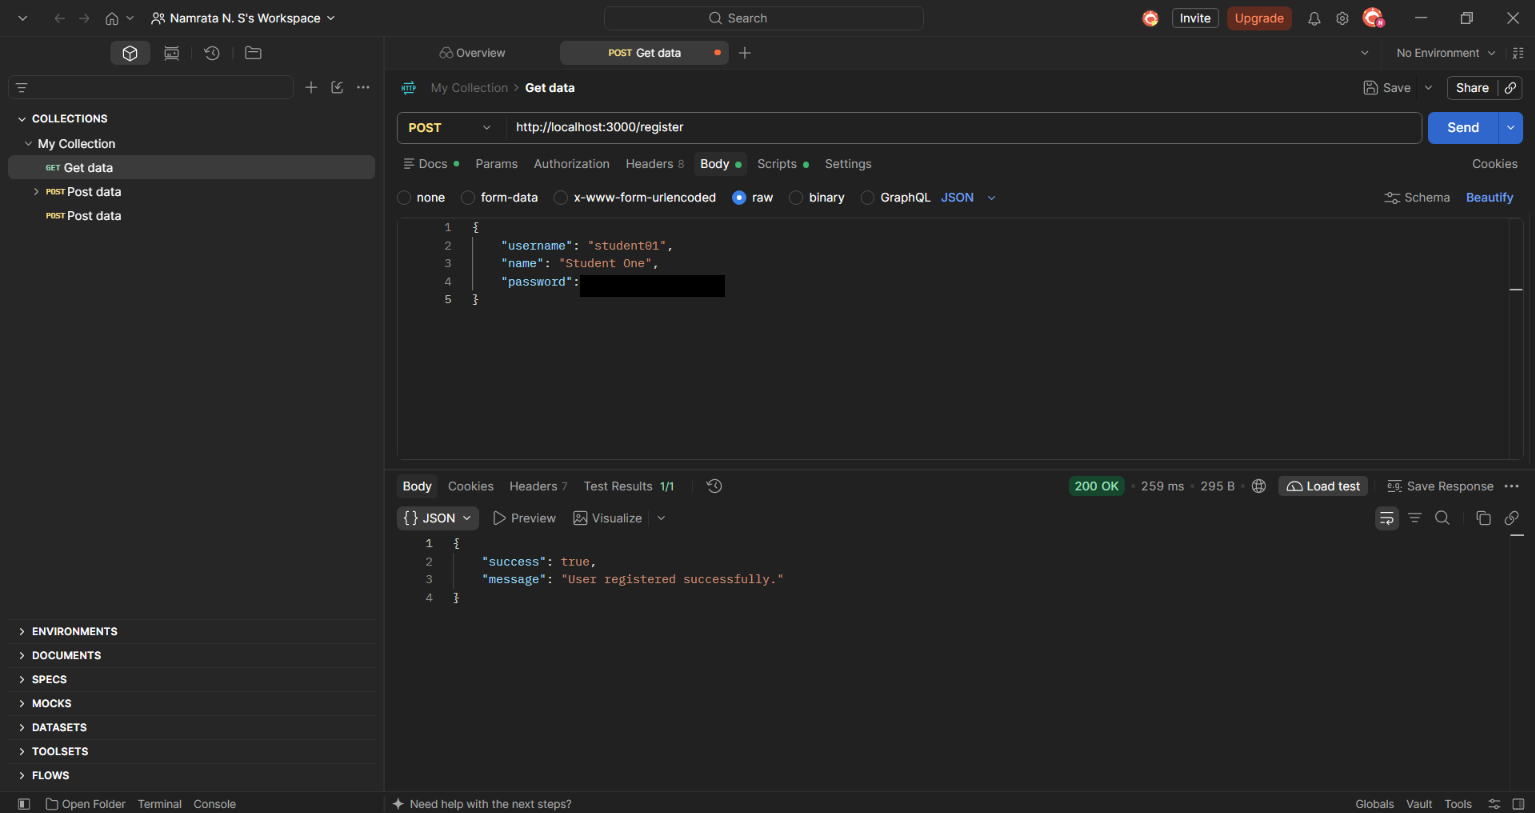 Namrata N. S's Workspace
Search
Invite
Upgrade
Overview
POST Get data
No Environment
HTTP
My Collection > Get data
Save
Share
COLLECTIONS
My Collection
GET Get data
POST Post data
POST Post data
POST
http://localhost:3000/register
Send
Docs
Params
Authorization
Headers 8
Body
Scripts
Settings
Cookies
none
form-data
x-www-form-urlencoded
raw
binary
GraphQL
JSON
Schema
Beautify
1 {
2 "username": "student01",
3 "name": "Student One",
4 "password":
5 }
Body
Cookies
Headers 7
Test Results 1/1
200 OK
259 ms
295 B
Load test
e.g. Save Response
{} JSON
Preview
Visualize
1 {
2 "success": true,
3 "message": "User registered successfully."
4 }
ENVIRONMENTS
DOCUMENTS
SPECS
MOCKS
DATASETS
TOOLSETS
FLOWS
Open Folder
Terminal
Console
Need help with the next steps?
Globals
Vault
Tools